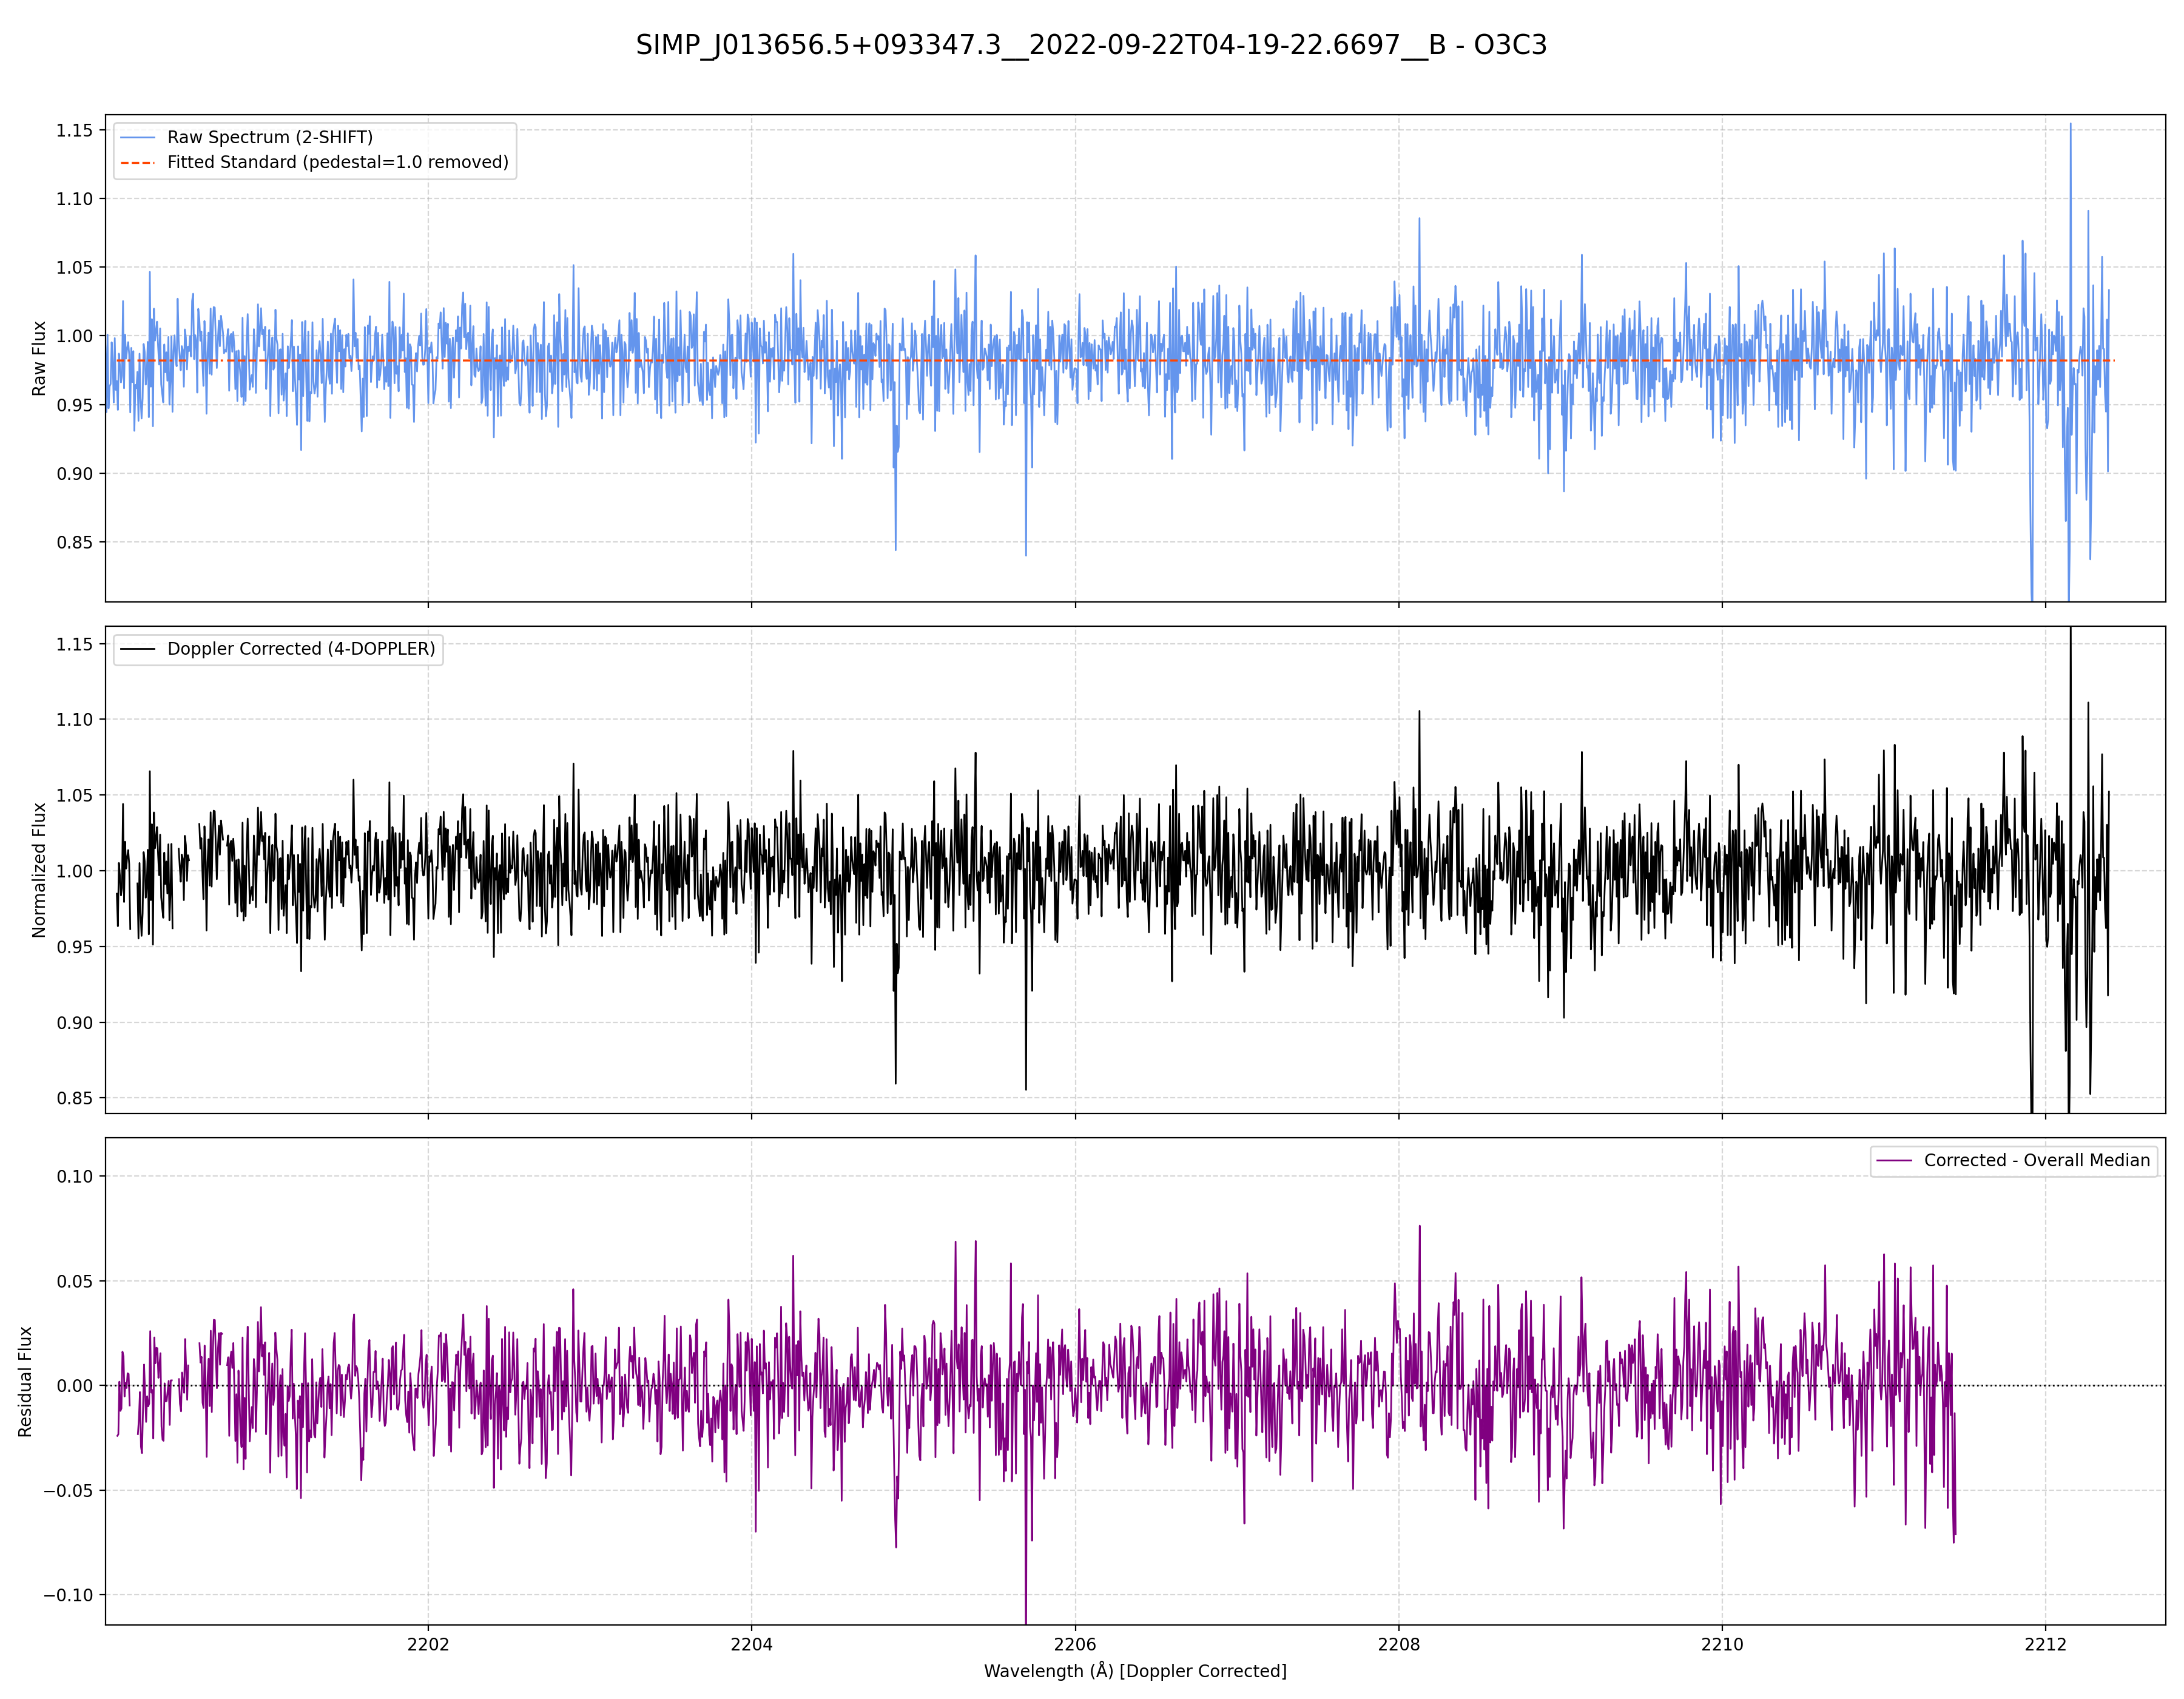 SIMP_J013656.5+093347.3__2022-09-22T04-19-22.6697__B - O3C3
Raw Spectrum (2-SHIFT)
Fitted Standard (pedestal=1.0 removed)
1.15
1.10
1.05
1.00
0.95
0.90
0.85
Raw Flux
Doppler Corrected (4-DOPPLER)
1.15
1.10
1.05
1.00
0.95
0.90
0.85
Normalized Flux
Corrected - Overall Median
0.10
0.05
0.00
−0.05
−0.10
Residual Flux
2202
2204
2206
2208
2210
2212
Wavelength (Å) [Doppler Corrected]